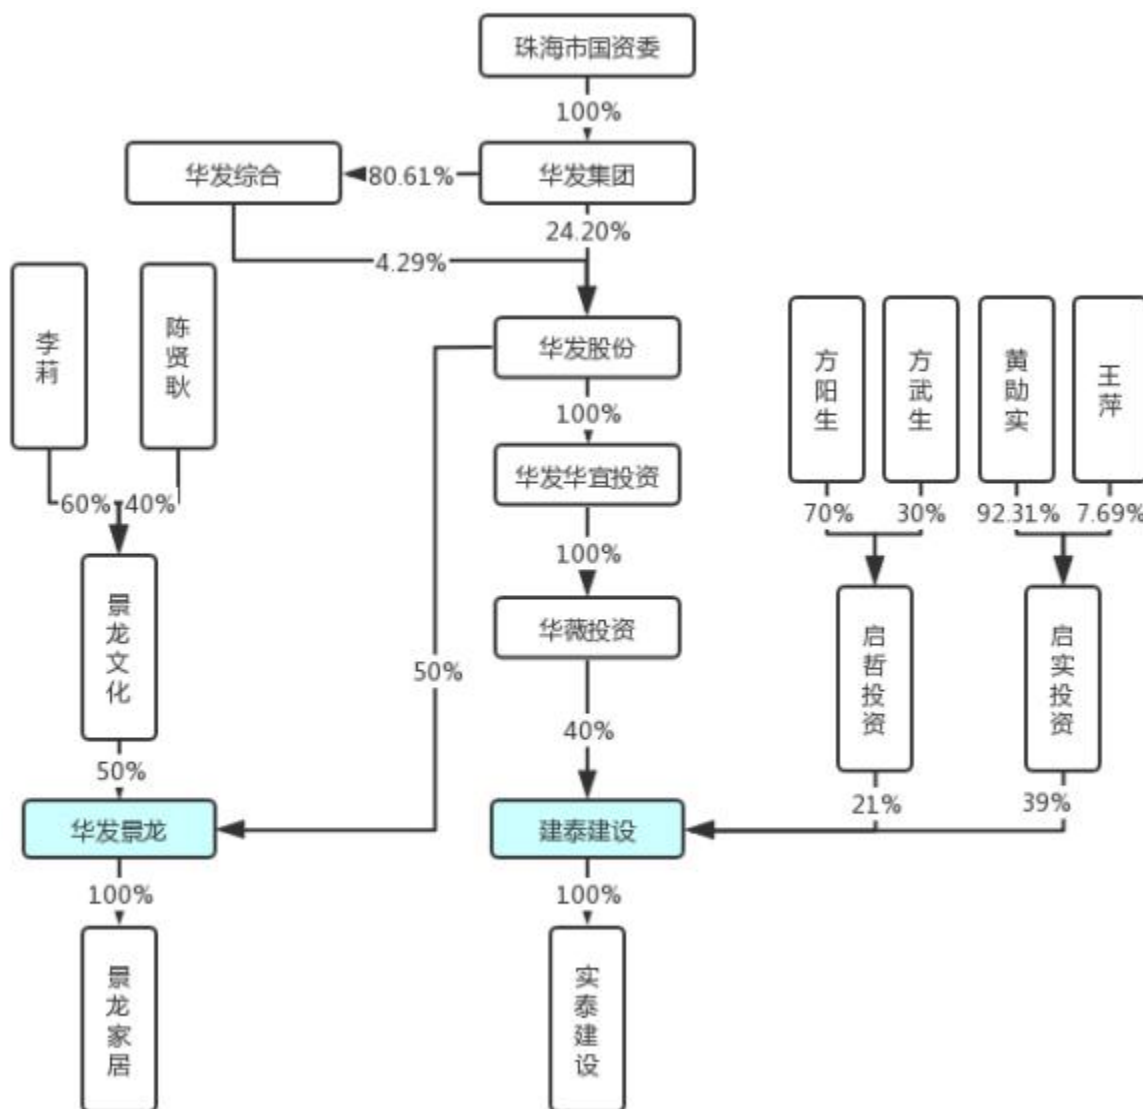 珠海市国资委
100%
华发综合
80.61%
华发集团
24.20%
4.29%
李莉
陈贤耿
华发股份
方阳生
方武生
黄勋实
王萍
100%
华发华宜投资
60%
40%
70%
30%
92.31%
7.69%
100%
景龙文化
华薇投资
启哲投资
启实投资
50%
40%
50%
21%
39%
华发景龙
建泰建设
100%
100%
景龙家居
实泰建设